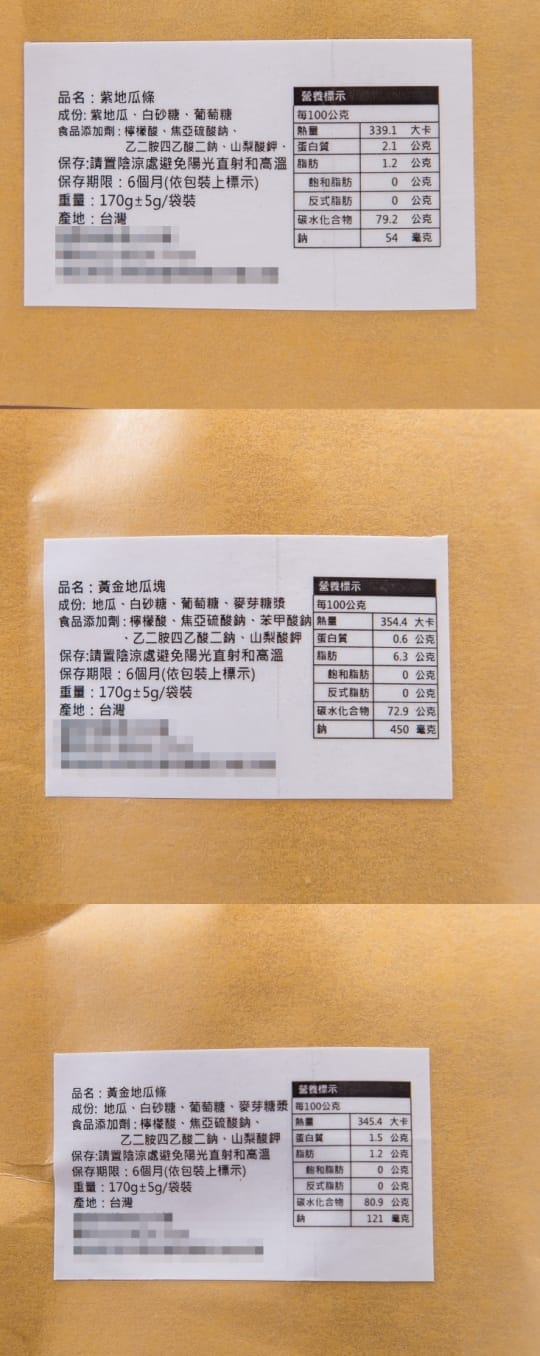 品名：紫地瓜條
成份: 紫地瓜、白砂糖、葡萄糖
食品添加劑：檸檬酸、焦亞硫酸鈉、
乙二胺四乙酸二鈉、山梨酸鉀、
保存:請置陰涼處避免陽光直射和高溫
保存期限：6個月(依包裝上標示)
重量：170g±5g/袋裝
產地：台灣
營養標示
每100公克
熱量 339.1 大卡
蛋白質 2.1 公克
脂肪 1.2 公克
飽和脂肪 0 公克
反式脂肪 0 公克
碳水化合物 79.2 公克
鈉 54 毫克
品名：黃金地瓜塊
成份: 地瓜、白砂糖、葡萄糖、麥芽糖漿
食品添加劑：檸檬酸、焦亞硫酸鈉、苯甲酸鈉
、乙二胺四乙酸二鈉、山梨酸鉀
保存:請置陰涼處避免陽光直射和高溫
保存期限：6個月(依包裝上標示)
重量：170g±5g/袋裝
產地：台灣
營養標示
每100公克
熱量 354.4 大卡
蛋白質 0.6 公克
脂肪 6.3 公克
飽和脂肪 0 公克
反式脂肪 0 公克
碳水化合物 72.9 公克
鈉 450 毫克
品名：黃金地瓜條
成份: 地瓜、白砂糖、葡萄糖、麥芽糖漿
食品添加劑：檸檬酸、焦亞硫酸鈉、
乙二胺四乙酸二鈉、山梨酸鉀
保存:請置陰涼處避免陽光直射和高溫
保存期限：6個月(依包裝上標示)
重量：170g±5g/袋裝
產地：台灣
營養標示
每100公克
熱量 345.4 大卡
蛋白質 1.5 公克
脂肪 1.2 公克
飽和脂肪 0 公克
反式脂肪 0 公克
碳水化合物 80.9 公克
鈉 121 毫克